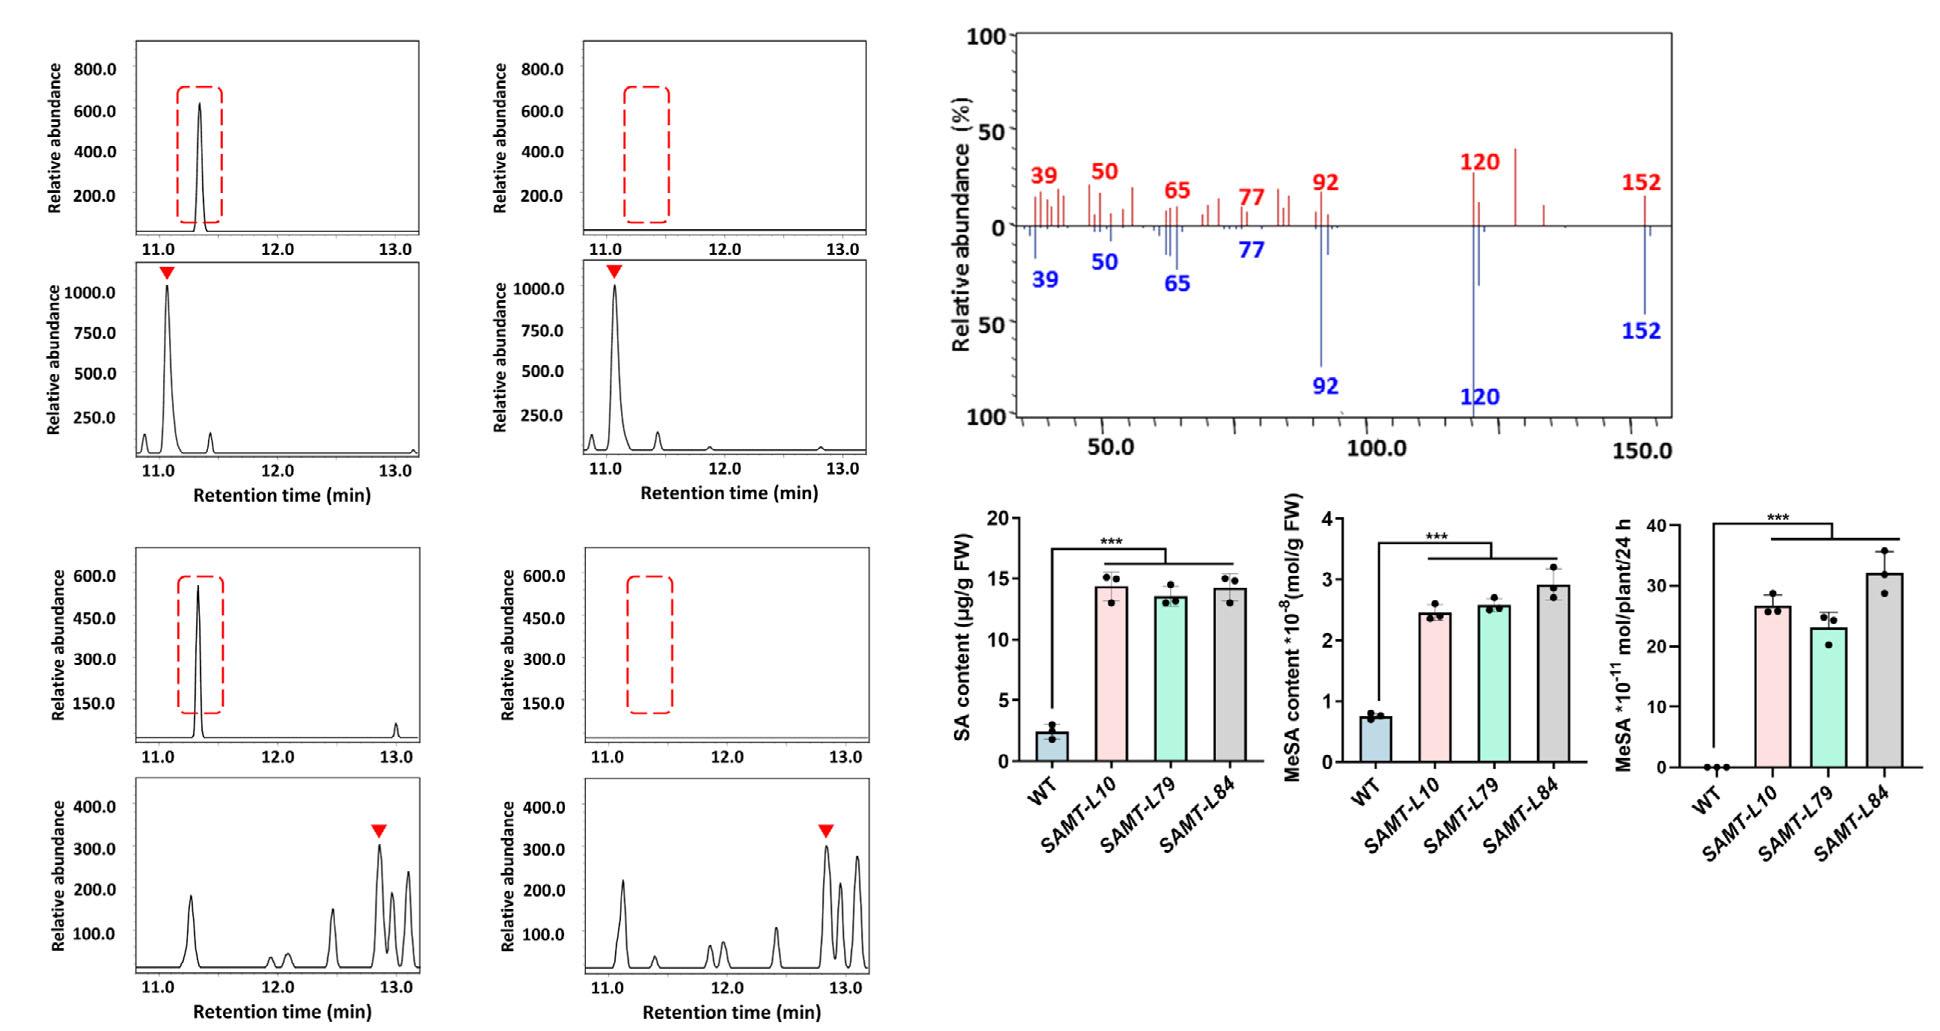 Relative abundance
800.0
600.0
400.0
200.0
11.0 12.0 13.0
Relative abundance
1000.0
750.0
500.0
250.0
11.0 12.0 13.0
Retention time (min)
Relative abundance
800.0
600.0
400.0
200.0
11.0 12.0 13.0
Relative abundance
1000.0
750.0
500.0
250.0
11.0 12.0 13.0
Retention time (min)
Relative abundance (%)
100
50
0
50
100
39 50 65 77 92 120 152
39 50 65 77 92 120 152
50.0 100.0 150.0
Relative abundance
600.0
450.0
300.0
150.0
11.0 12.0 13.0
Relative abundance
400.0
300.0
200.0
100.0
11.0 12.0 13.0
Retention time (min)
Relative abundance
600.0
450.0
300.0
150.0
11.0 12.0 13.0
Relative abundance
400.0
300.0
200.0
100.0
11.0 12.0 13.0
Retention time (min)
SA content (µg/g FW)
20
15
10
5
0
***
WT SAMT-L10 SAMT-L79 SAMT-L84
MeSA content *10⁻⁸(mol/g FW)
4
3
2
1
0
***
WT SAMT-L10 SAMT-L79 SAMT-L84
MeSA *10⁻¹¹ mol/plant/24 h
40
30
20
10
0
***
WT SAMT-L10 SAMT-L79 SAMT-L84